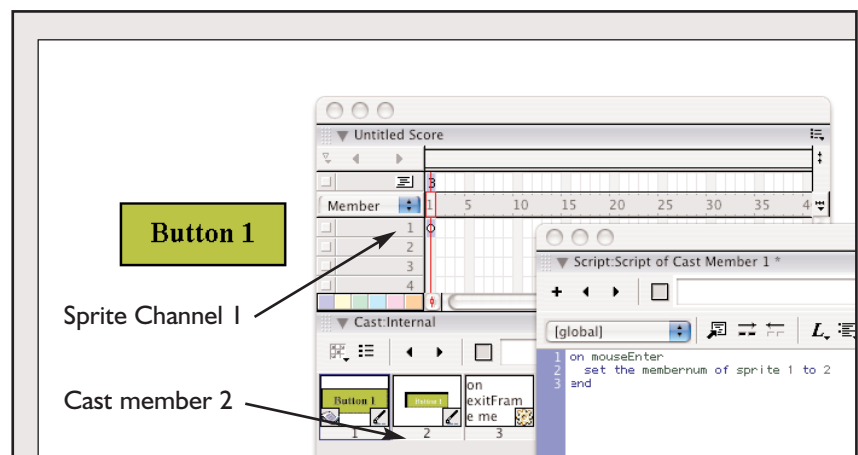 Untitled Score
Member
1 5 10 15 20 25 30 35 4
1
2
3
4
Button 1
Sprite Channel 1
Script:Script of Cast Member 1 *
[global]
L
1 on mouseEnter
2 set the membernum of sprite 1 to 2
3 end
Cast:Internal
Button 1
1
Button 1
2
on
exitFram
e me
3
Cast member 2